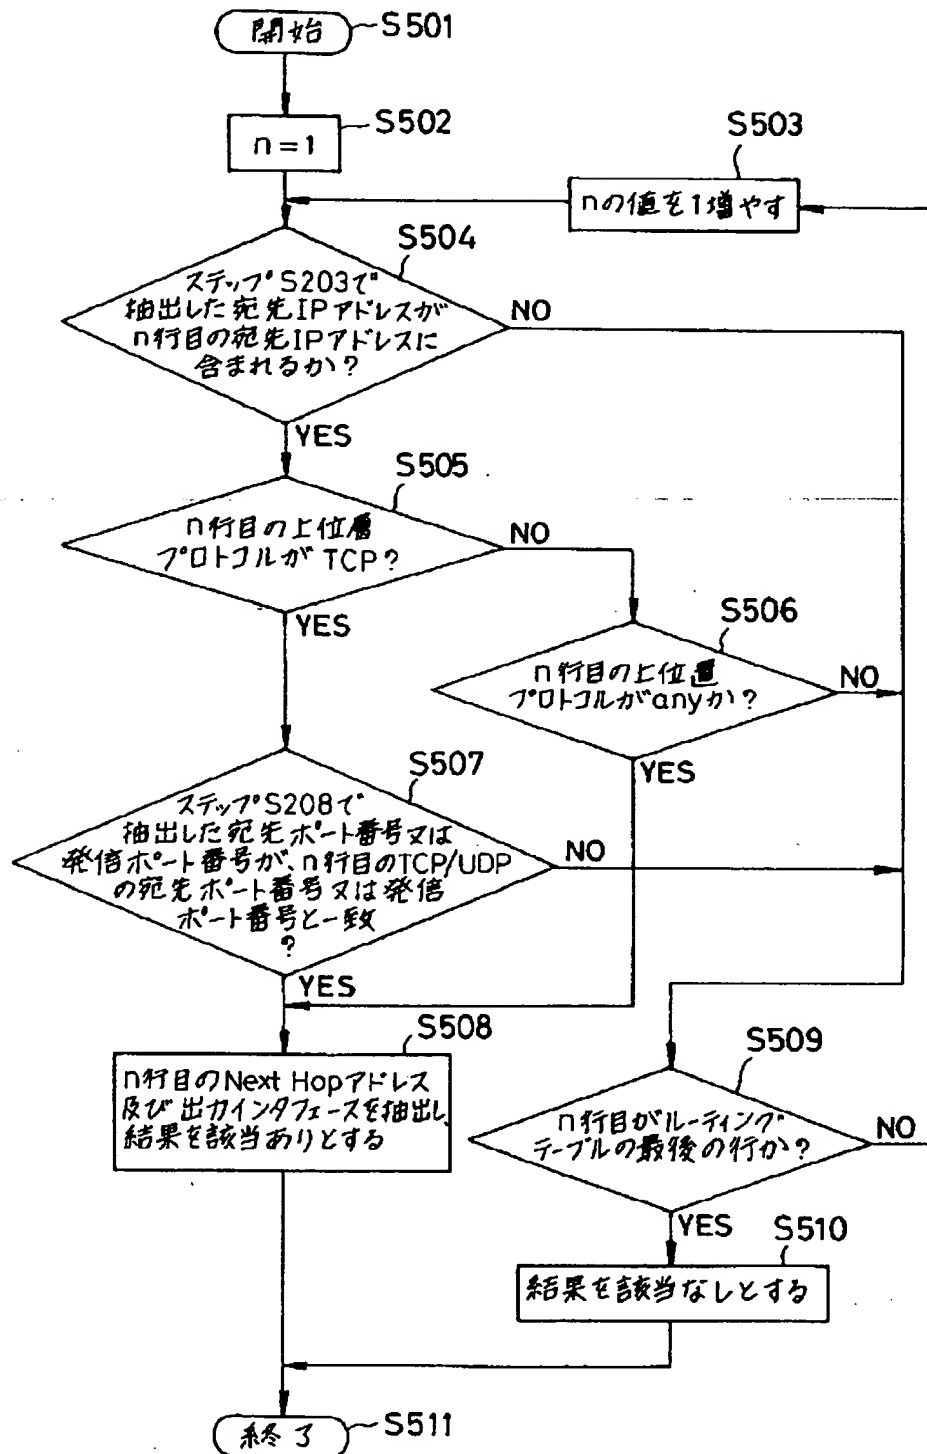 開始
S501
n=1
S502
S503
nの値を1増やす
S504
ステップS203で
抽出した宛先IPアドレスが
n行目の宛先IPアドレスに
含まれるか?
NO
YES
S505
n行目の上位層
プロトコルがTCP?
NO
YES
S506
n行目の上位置
プロトコルがanyか?
NO
YES
S507
ステップS208で
抽出した宛先ポート番号又は
発信ポート番号が、n行目のTCP/UDP
の宛先ポート番号又は発信
ポート番号と一致
?
NO
YES
S508
n行目のNext Hopアドレス
及び出力インタフェースを抽出し、
結果を該当ありとする
S509
n行目がルーティング
テーブルの最後の行か?
NO
YES
S510
結果を該当なしとする
終了
S511